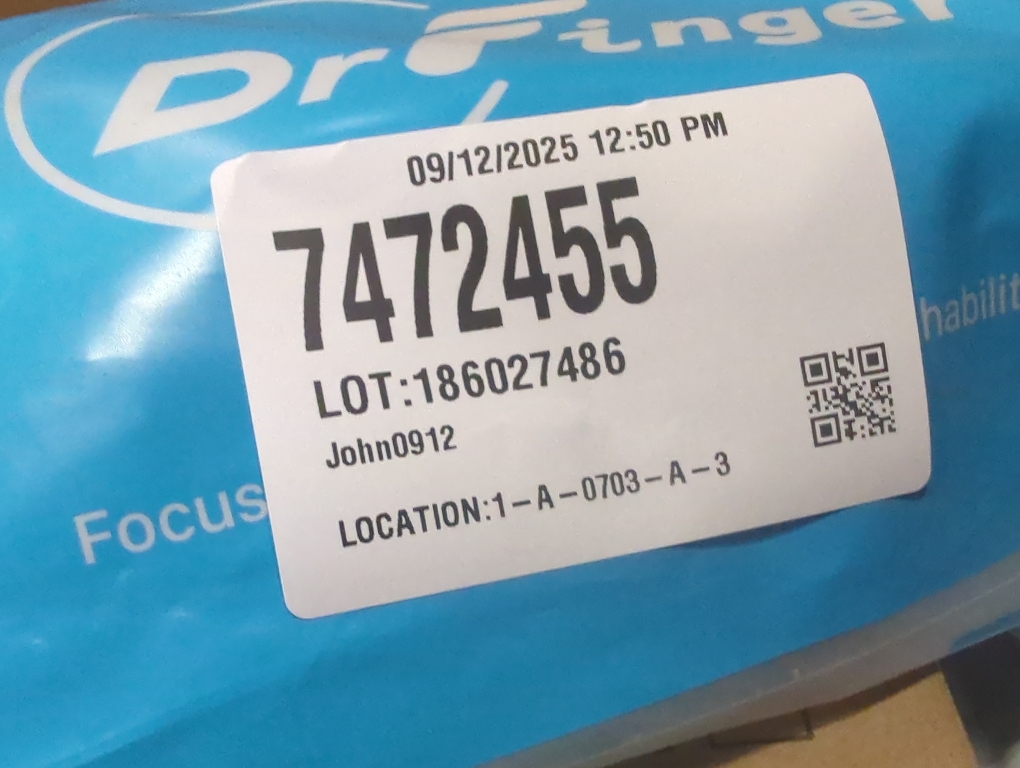 DrFinger
09/12/2025 12:50 PM
7472455
LOT:186027486
John0912
LOCATION:1-A-0703-A-3
Focus
habilit